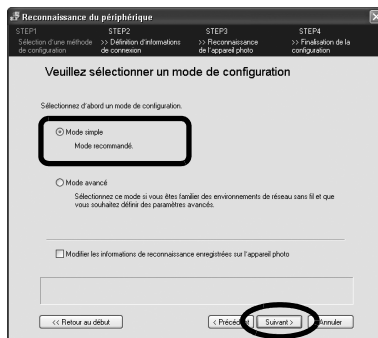 Reconnaissance du périphérique
STEP1 STEP2 STEP3 STEP4
Sélection d'une méthode de configuration >> Définition d'informations de connexion >> Reconnaissance de l'appareil photo >> Finalisation de la configuration
Veuillez sélectionner un mode de configuration
Sélectionnez d'abord un mode de configuration.
Mode simple
Mode recommandé.
Mode avancé
Sélectionnez ce mode si vous êtes familier des environnements de réseau sans fil et que
vous souhaitez définir des paramètres avancés.
Modifier les informations de reconnaissance enregistrées sur l'appareil photo
<< Retour au début < Précédent Suivant > Annuler